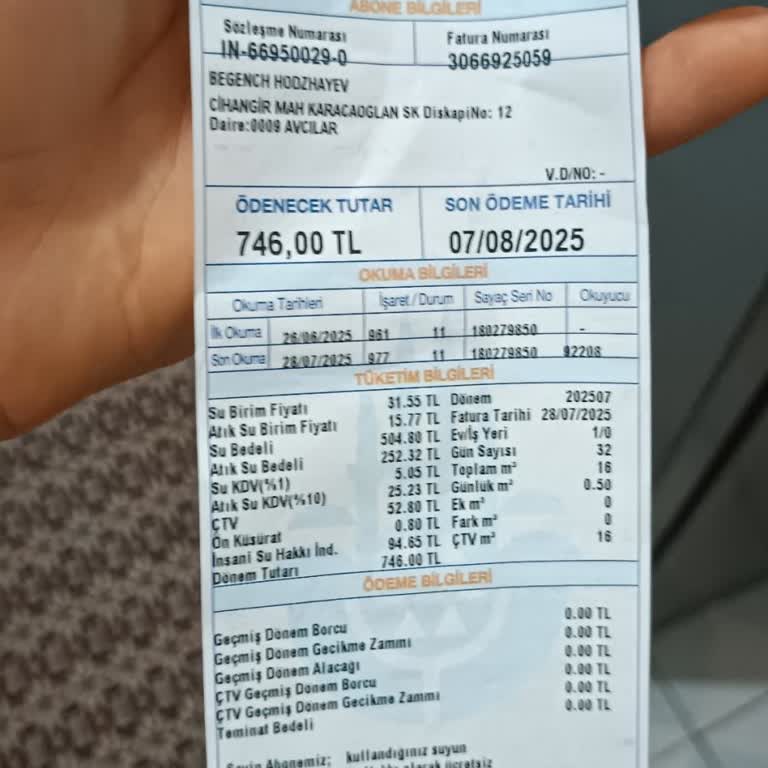 ABONE BİLGİLERİ
Sözleşme Numarası Fatura Numarası
IN-66950029-0 3066925059
BEGENCH HODZHAYEV
CİHANGİR MAH KARACAOGLAN SK DiskapiNo: 12
Daire:0009 AVCILAR
V.D/NO: -
ÖDENECEK TUTAR SON ÖDEME TARİHİ
746,00 TL 07/08/2025
OKUMA BİLGİLERİ
Okuma Tarihleri İşaret / Durum Sayaç Seri No Okuyucu
İlk Okuma 26/06/2025 961 11 180279850 -
Son Okuma 28/07/2025 977 11 180279850 92208
TÜKETİM BİLGİLERİ
Su Birim Fiyatı 31.55 TL Dönem 202507
Atık Su Birim Fiyatı 15.77 TL Fatura Tarihi 28/07/2025
Su Bedeli 504.80 TL Ev/İş Yeri 1/0
Atık Su Bedeli 252.32 TL Gün Sayısı 32
Su KDV(%1) 5.05 TL Toplam m³ 16
Atık Su KDV(%10) 25.23 TL Günlük m³ 0.50
ÇTV 52.80 TL Ek m³ 0
Ön Küsürat 0.80 TL Fark m³ 0
İnsani Su Hakkı İnd. 94.65 TL ÇTV m³ 16
Dönem Tutarı 746.00 TL
ÖDEME BİLGİLERİ
Geçmiş Dönem Borcu 0.00 TL
Geçmiş Dönem Gecikme Zammı 0.00 TL
Geçmiş Dönem Alacağı 0.00 TL
ÇTV Geçmiş Dönem Borcu 0.00 TL
ÇTV Geçmiş Dönem Gecikme Zammı 0.00 TL
Teminat Bedeli 0.00 TL
Sayın Abonemiz; kullandığınız suyun
olarak ücretsiz